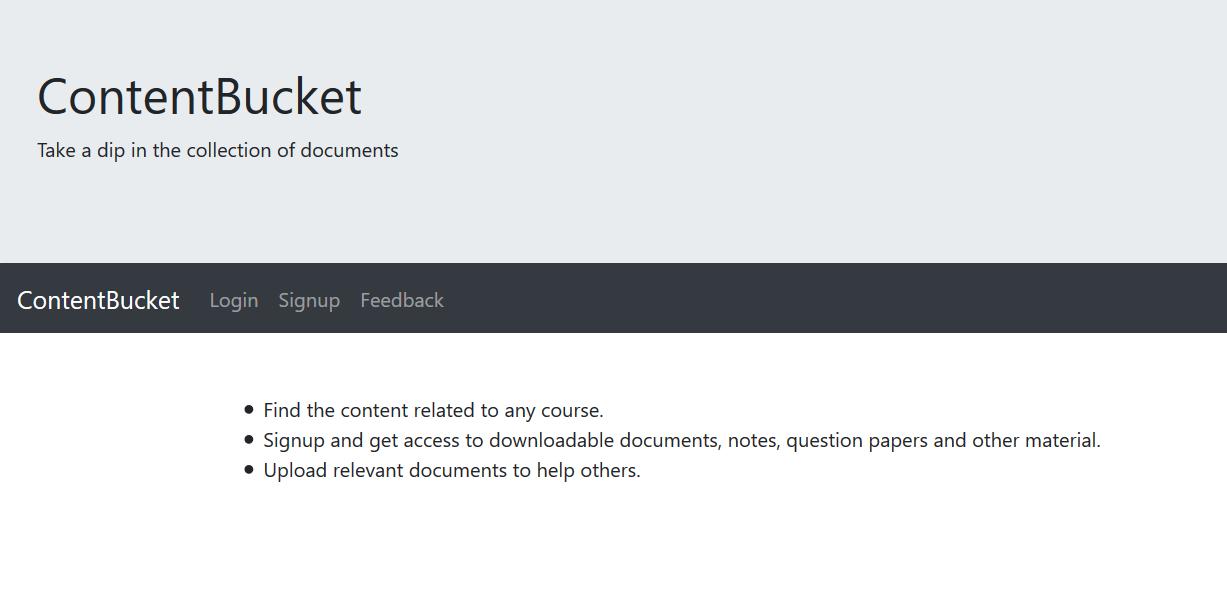 ContentBucket
Take a dip in the collection of documents
ContentBucket Login Signup Feedback
Find the content related to any course.
Signup and get access to downloadable documents, notes, question papers and other material.
Upload relevant documents to help others.